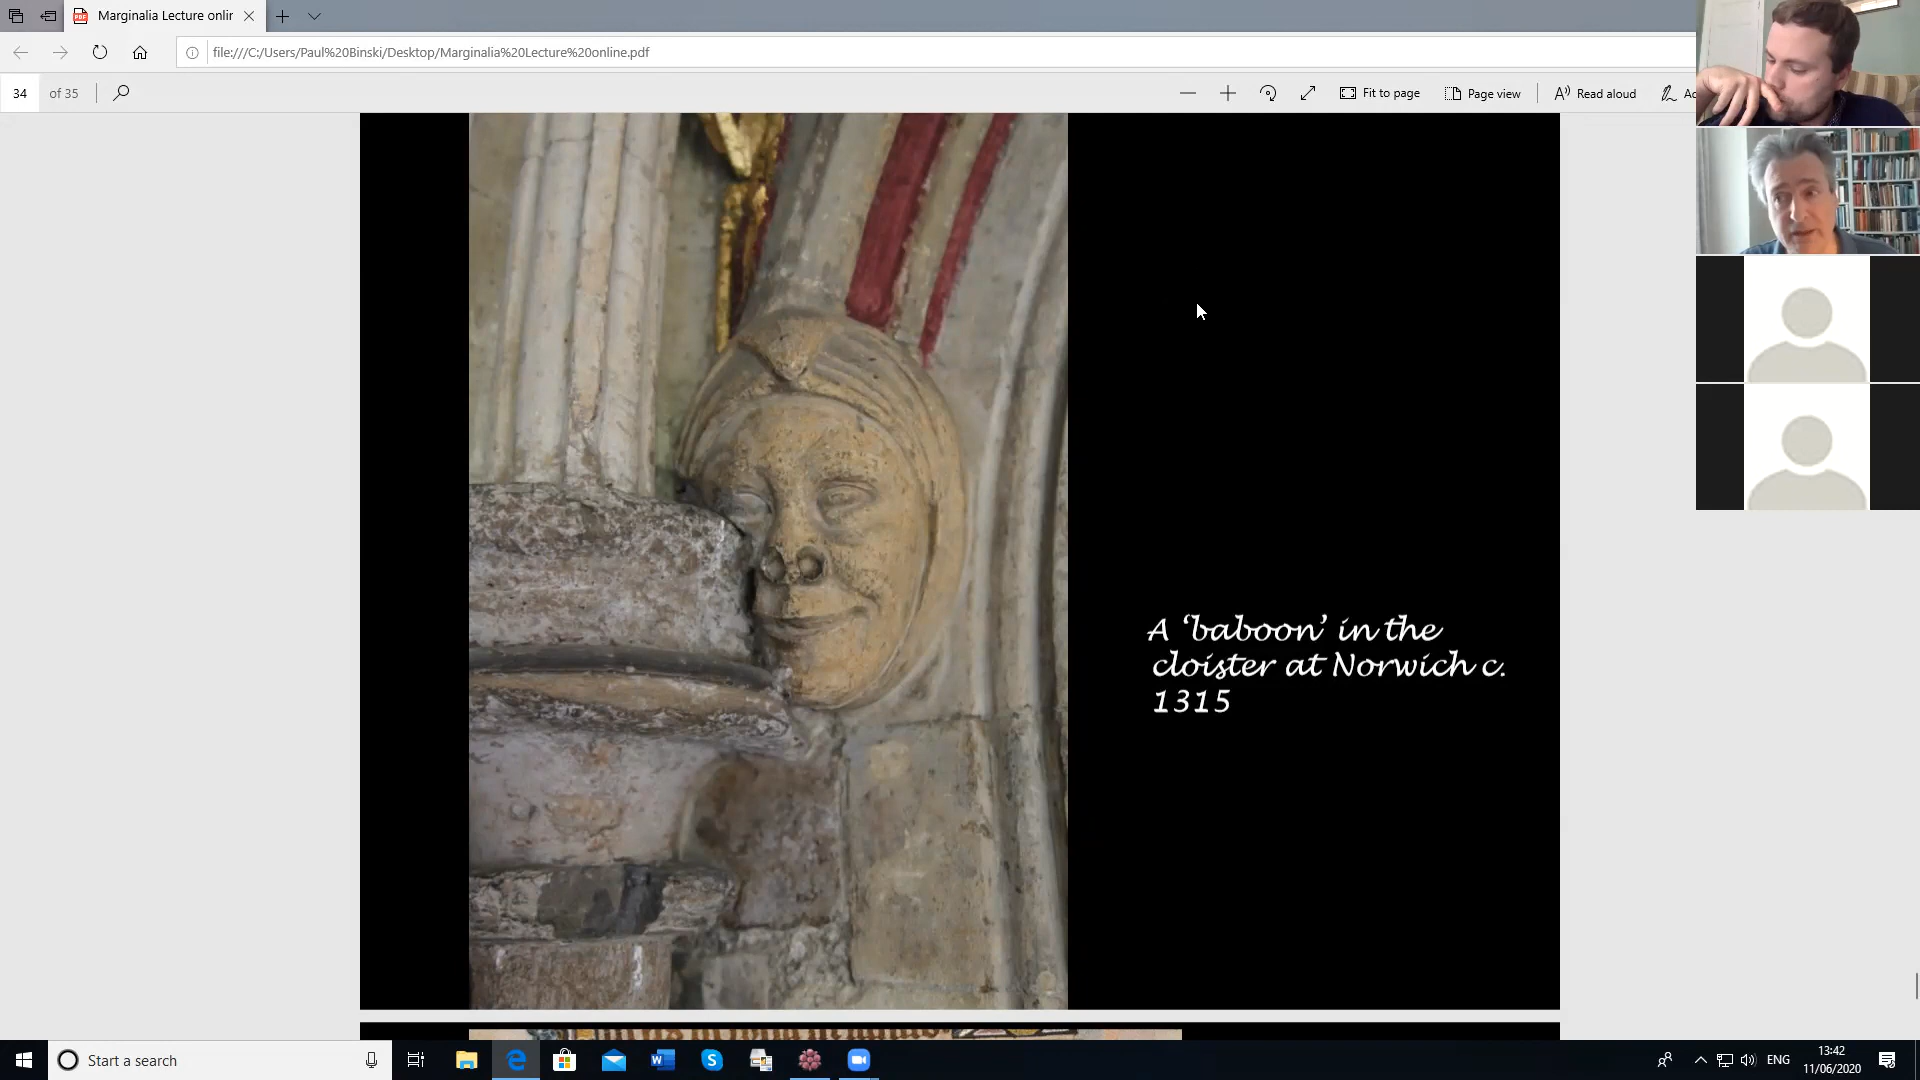 Marginalia Lecture onlin
file:///C:/Users/Paul%20Binski/Desktop/Marginalia%20Lecture%20online.pdf
34 of 35
Fit to page
Page view
Read aloud
A ‘baboon’ in the
cloister at Norwich c.
1315
Start a search
ENG
13:42
11/06/2020